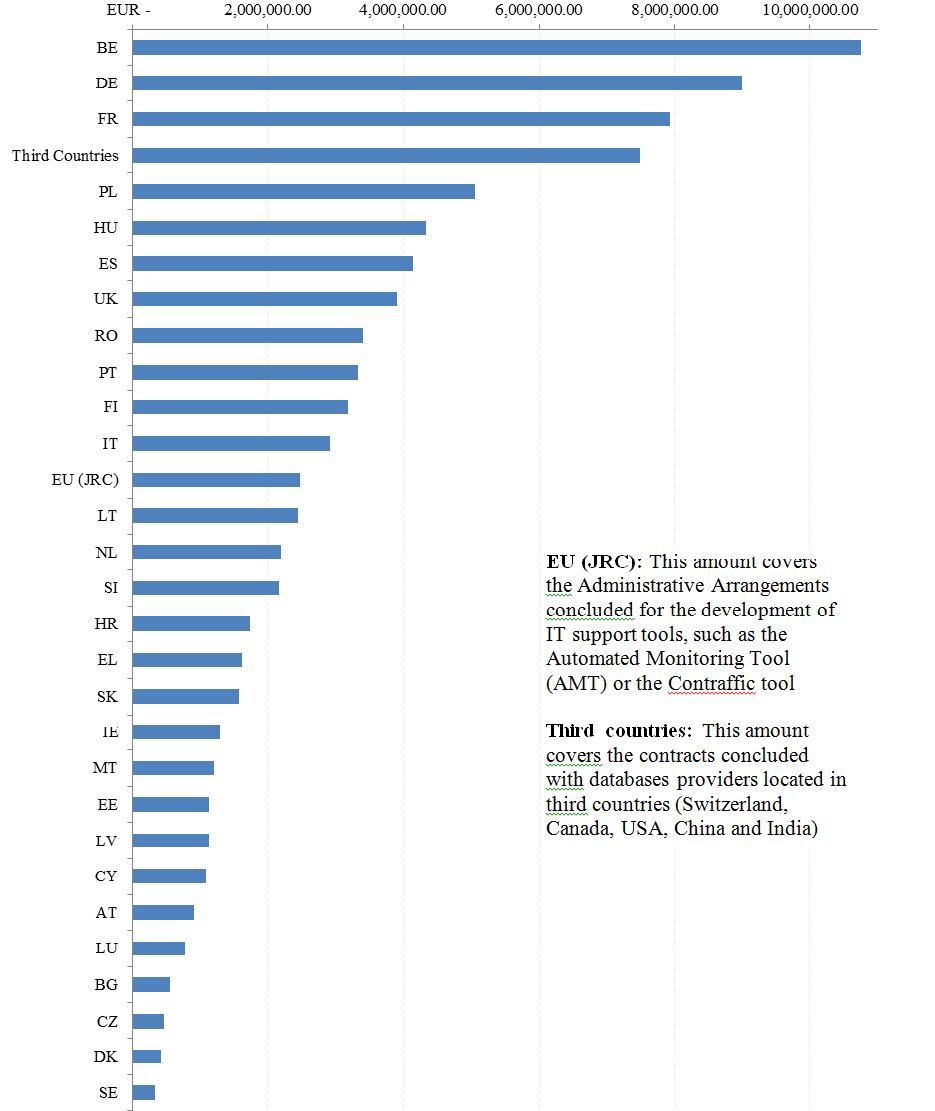 EUR - 2,000,000.00 4,000,000.00 6,000,000.00 8,000,000.00 10,000,000.00
BE
DE
FR
Third Countries
PL
HU
ES
UK
RO
PT
FI
IT
EU (JRC)
LT
NL
SI
HR
EL
SK
IE
MT
EE
LV
CY
AT
LU
BG
CZ
DK
SE
EU (JRC): This amount covers
the Administrative Arrangements
concluded for the development of
IT support tools, such as the
Automated Monitoring Tool
(AMT) or the Contraffic tool
Third countries: This amount
covers the contracts concluded
with databases providers located in
third countries (Switzerland,
Canada, USA, China and India)